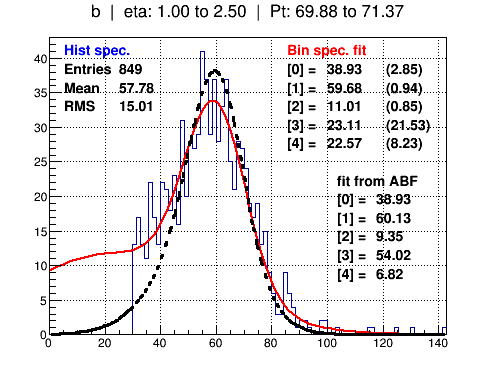 b | eta: 1.00 to 2.50 | Pt: 69.88 to 71.37
Hist spec.
Entries 849
Mean 57.78
RMS 15.01
Bin spec. fit
[0] = 38.93 (2.85)
[1] = 59.68 (0.94)
[2] = 11.01 (0.85)
[3] = 23.11 (21.53)
[4] = 22.57 (8.23)
fit from ABF
[0] = 38.93
[1] = 60.13
[2] = 9.35
[3] = 54.02
[4] = 6.82
40
35
30
25
20
15
10
5
0
0 20 40 60 80 100 120 140